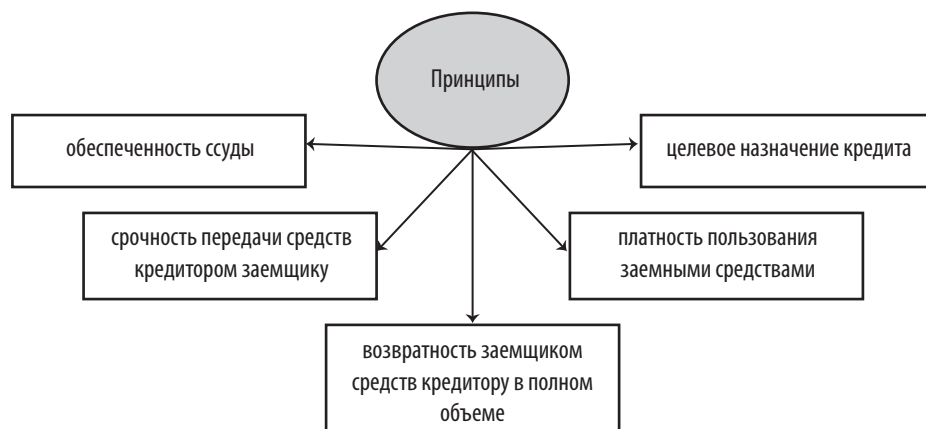 Принципы
обеспеченность ссуды
целевое назначение кредита
срочность передачи средств
кредитором заемщику
платность пользования
заемными средствами
возвратность заемщиком
средств кредитору в полном
объеме